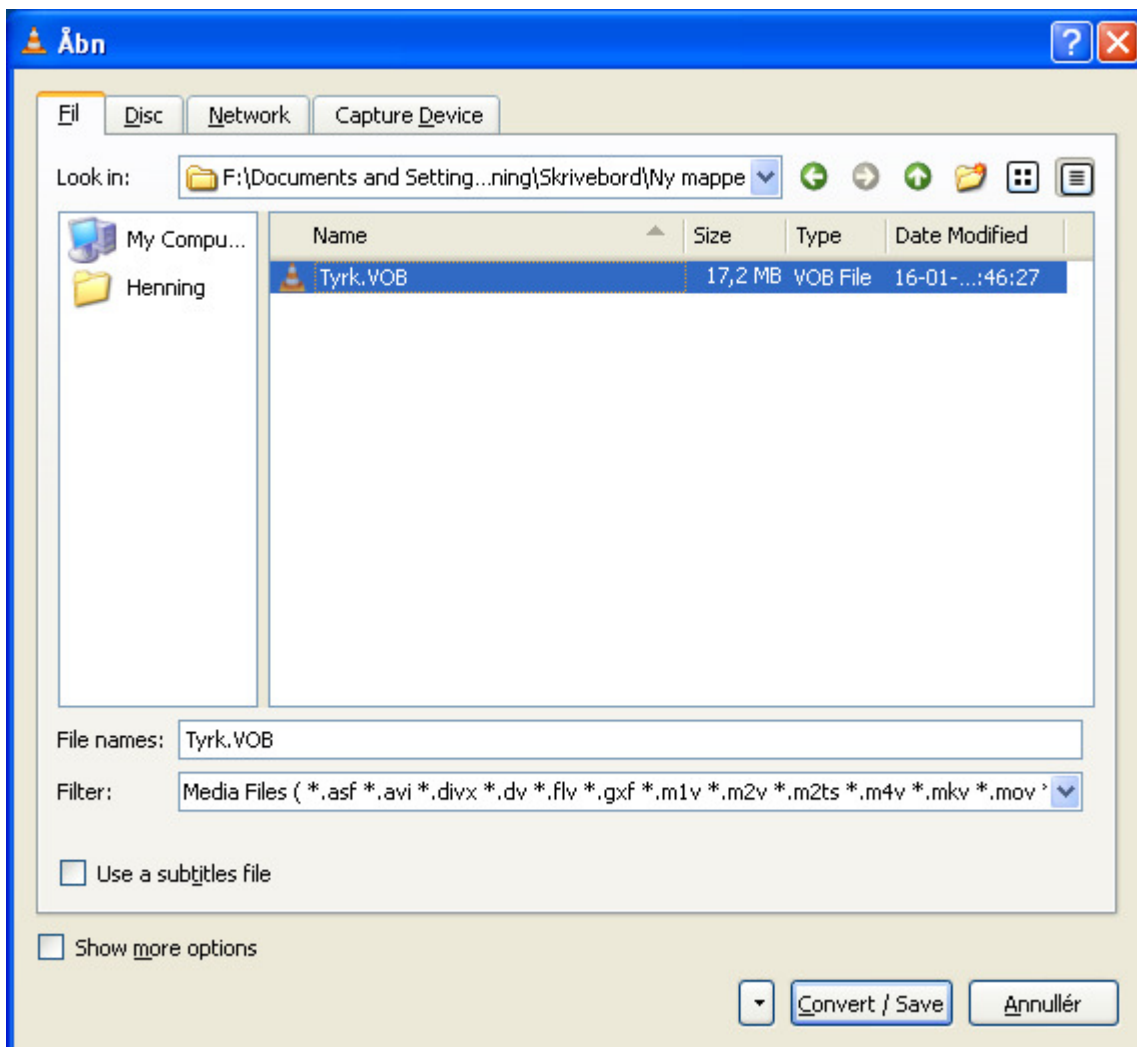 Åbn
Fil Disc Network Capture Device
Look in: F:\Documents and Setting...ning\Skrivebord\Ny mappe
My Compu... Name Size Type Date Modified
Tyrk.VOB 17,2 MB VOB File 16-01-...:46:27
Henning
File names: Tyrk.VOB
Filter: Media Files ( *.asf *.avi *.divx *.dv *.flv *.gxf *.m1v *.m2v *.m2ts *.m4v *.mkv *.mov *
Use a subtitles file
Show more options
Convert / Save Annullér